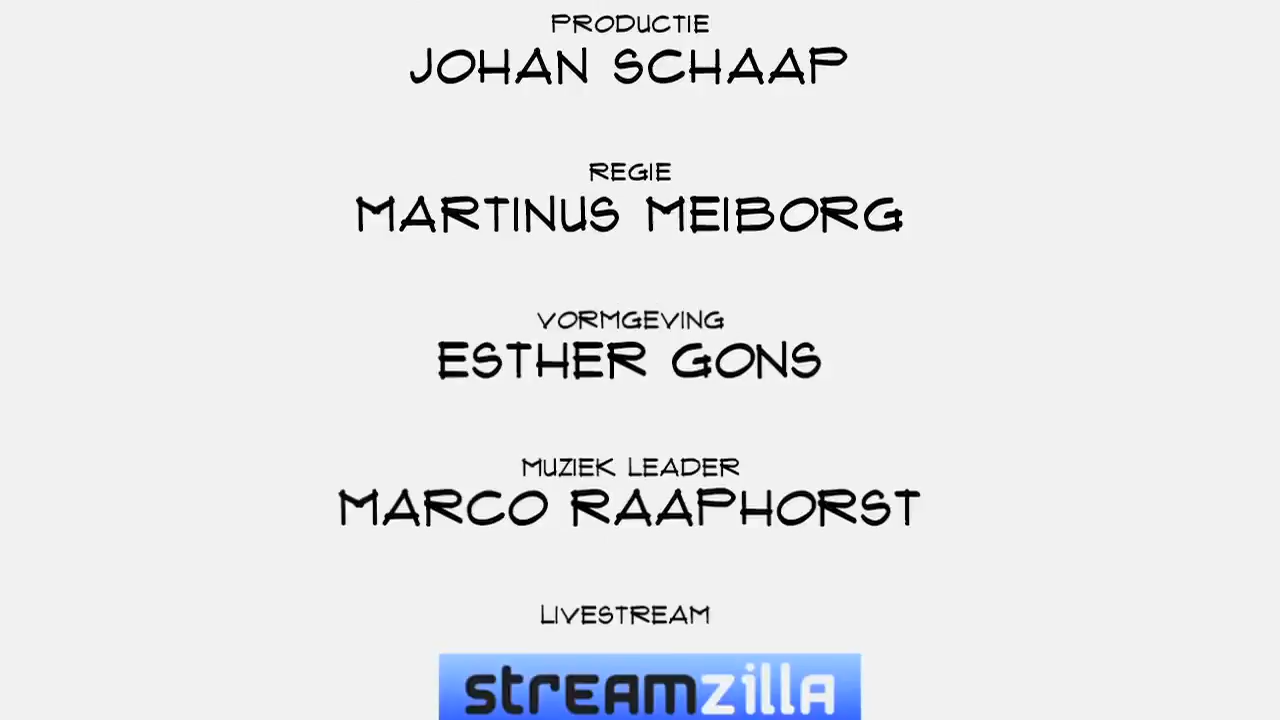 PRODUCTIE
JOHAN SCHAAP
REGIE
MARTINUS MEIBORG
VORMGEVING
ESTHER GONS
MUZIEK LEADER
MARCO RAAPHORST
LIVESTREAM
streamzilla